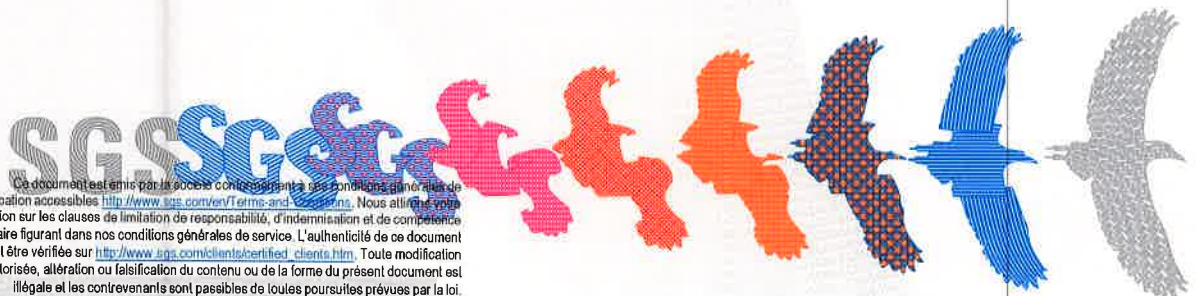 SGS SGS SGS
Ce document est émis par la société conformément à ses conditions générales de
accessibles http://www.sgs.com/en/Terms-and-Conditions. Nous attirons votre
sur les clauses de limitation de responsabilité, d'indemnisation et de compétence
figurant dans nos conditions générales de service. L'authenticité de ce document
être vérifiée sur http://www.sgs.com/clients/certified_clients.htm. Toute modification
altération ou falsification du contenu ou de la forme du présent document est
illégale et les contrevenants sont passibles de toutes poursuites prévues par la loi.